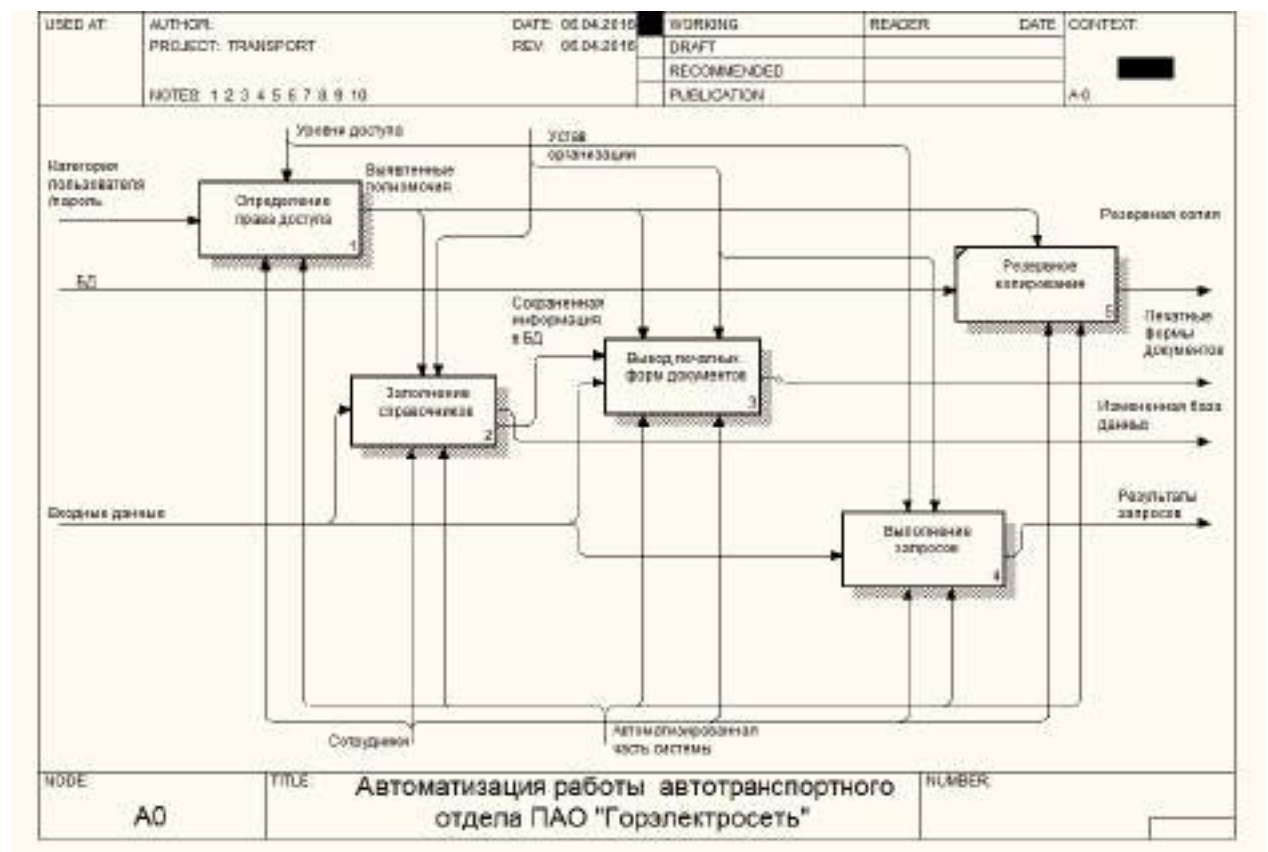 USED AT:
AUTHOR:
DATE: 06.04.2016
WORKING
READER
DATE
CONTEXT:
PROJECT: TRANSPORT
REV: 06.04.2016
DRAFT
RECOMMENDED
NOTES: 1 2 3 4 5 6 7 8 9 10
PUBLICATION
A-0
Уровни доступа
Устав
организации
Категория
пользователя
/пароль
Выявленные
полномочия
Определение
права доступа
1
Резервная копия
БД
Резервное
копирование
5
Сохраненная
информация
в БД
Печатные
формы
документов
Вывод печатных
форм документов
3
Заполнение
справочников
2
Измененная база
данных
Входные данные
Результаты
запросов
Выполнение
запросов
4
Сотрудники
Автоматизированная
часть системы
NODE:
TITLE:
NUMBER:
A0
Автоматизация работы автотранспортного
отдела ПАО "Горэлектросеть"